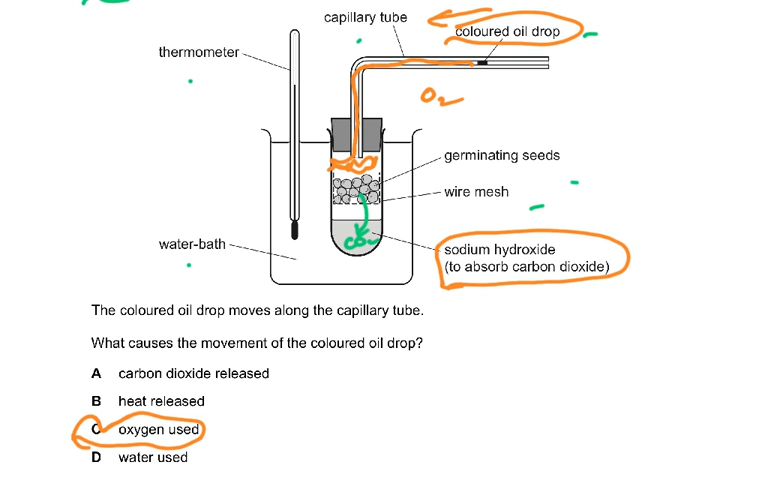 capillary tube
coloured oil drop
thermometer
O2
germinating seeds
wire mesh
CO2
water-bath
sodium hydroxide
(to absorb carbon dioxide)
The coloured oil drop moves along the capillary tube.
What causes the movement of the coloured oil drop?
A carbon dioxide released
B heat released
C oxygen used
D water used